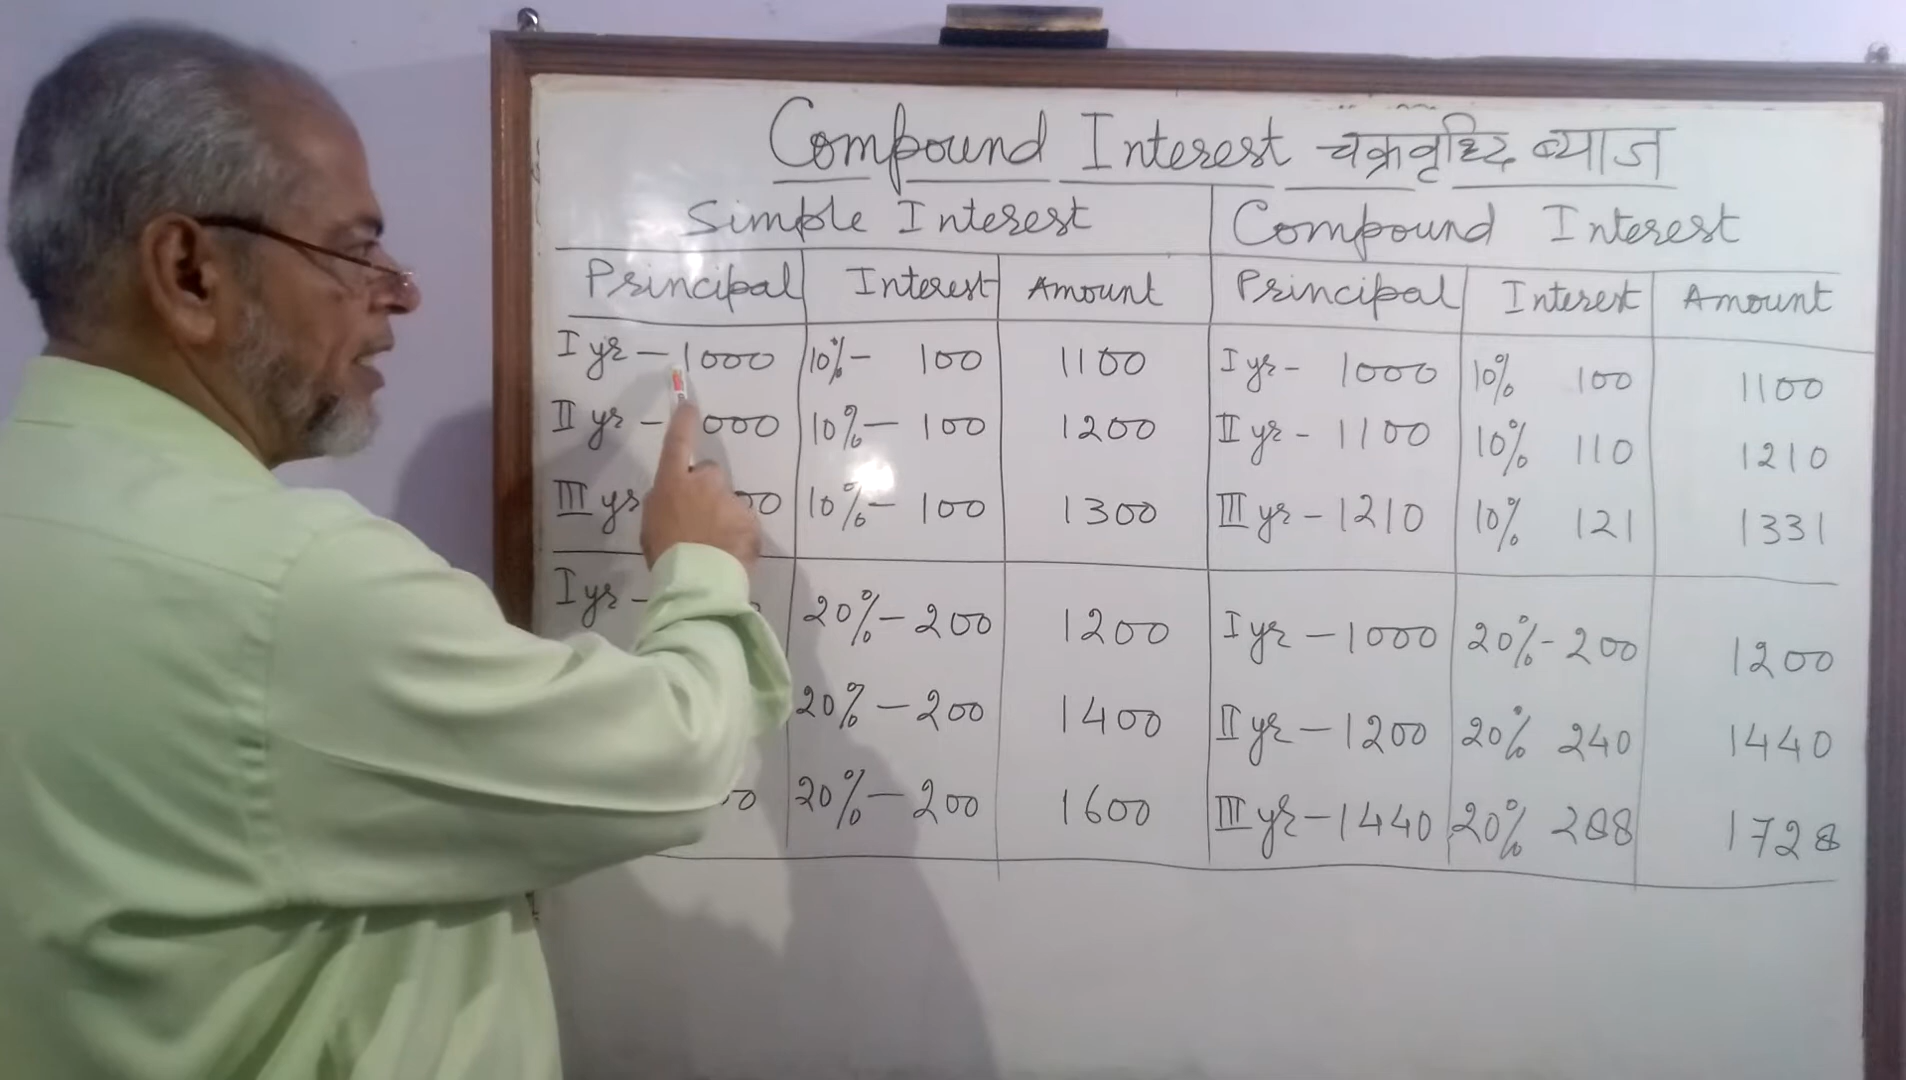 Compound Interest चक्रवृध्दि ब्याज
Simple Interest Compound Interest
Principal Interest Amount Principal Interest Amount
I yr – 1000 10% – 100 1100 I yr – 1000 10% 100 1100
II yr – 000 10% – 100 1200 II yr – 1100 10% 110 1210
III yr 00 10% – 100 1300 III yr – 1210 10% 121 1331
I yr – 20% – 200 1200 I yr – 1000 20% – 200 1200
20% – 200 1400 II yr – 1200 20% 240 1440
00 20% – 200 1600 III yr – 1440 20% 288 1728